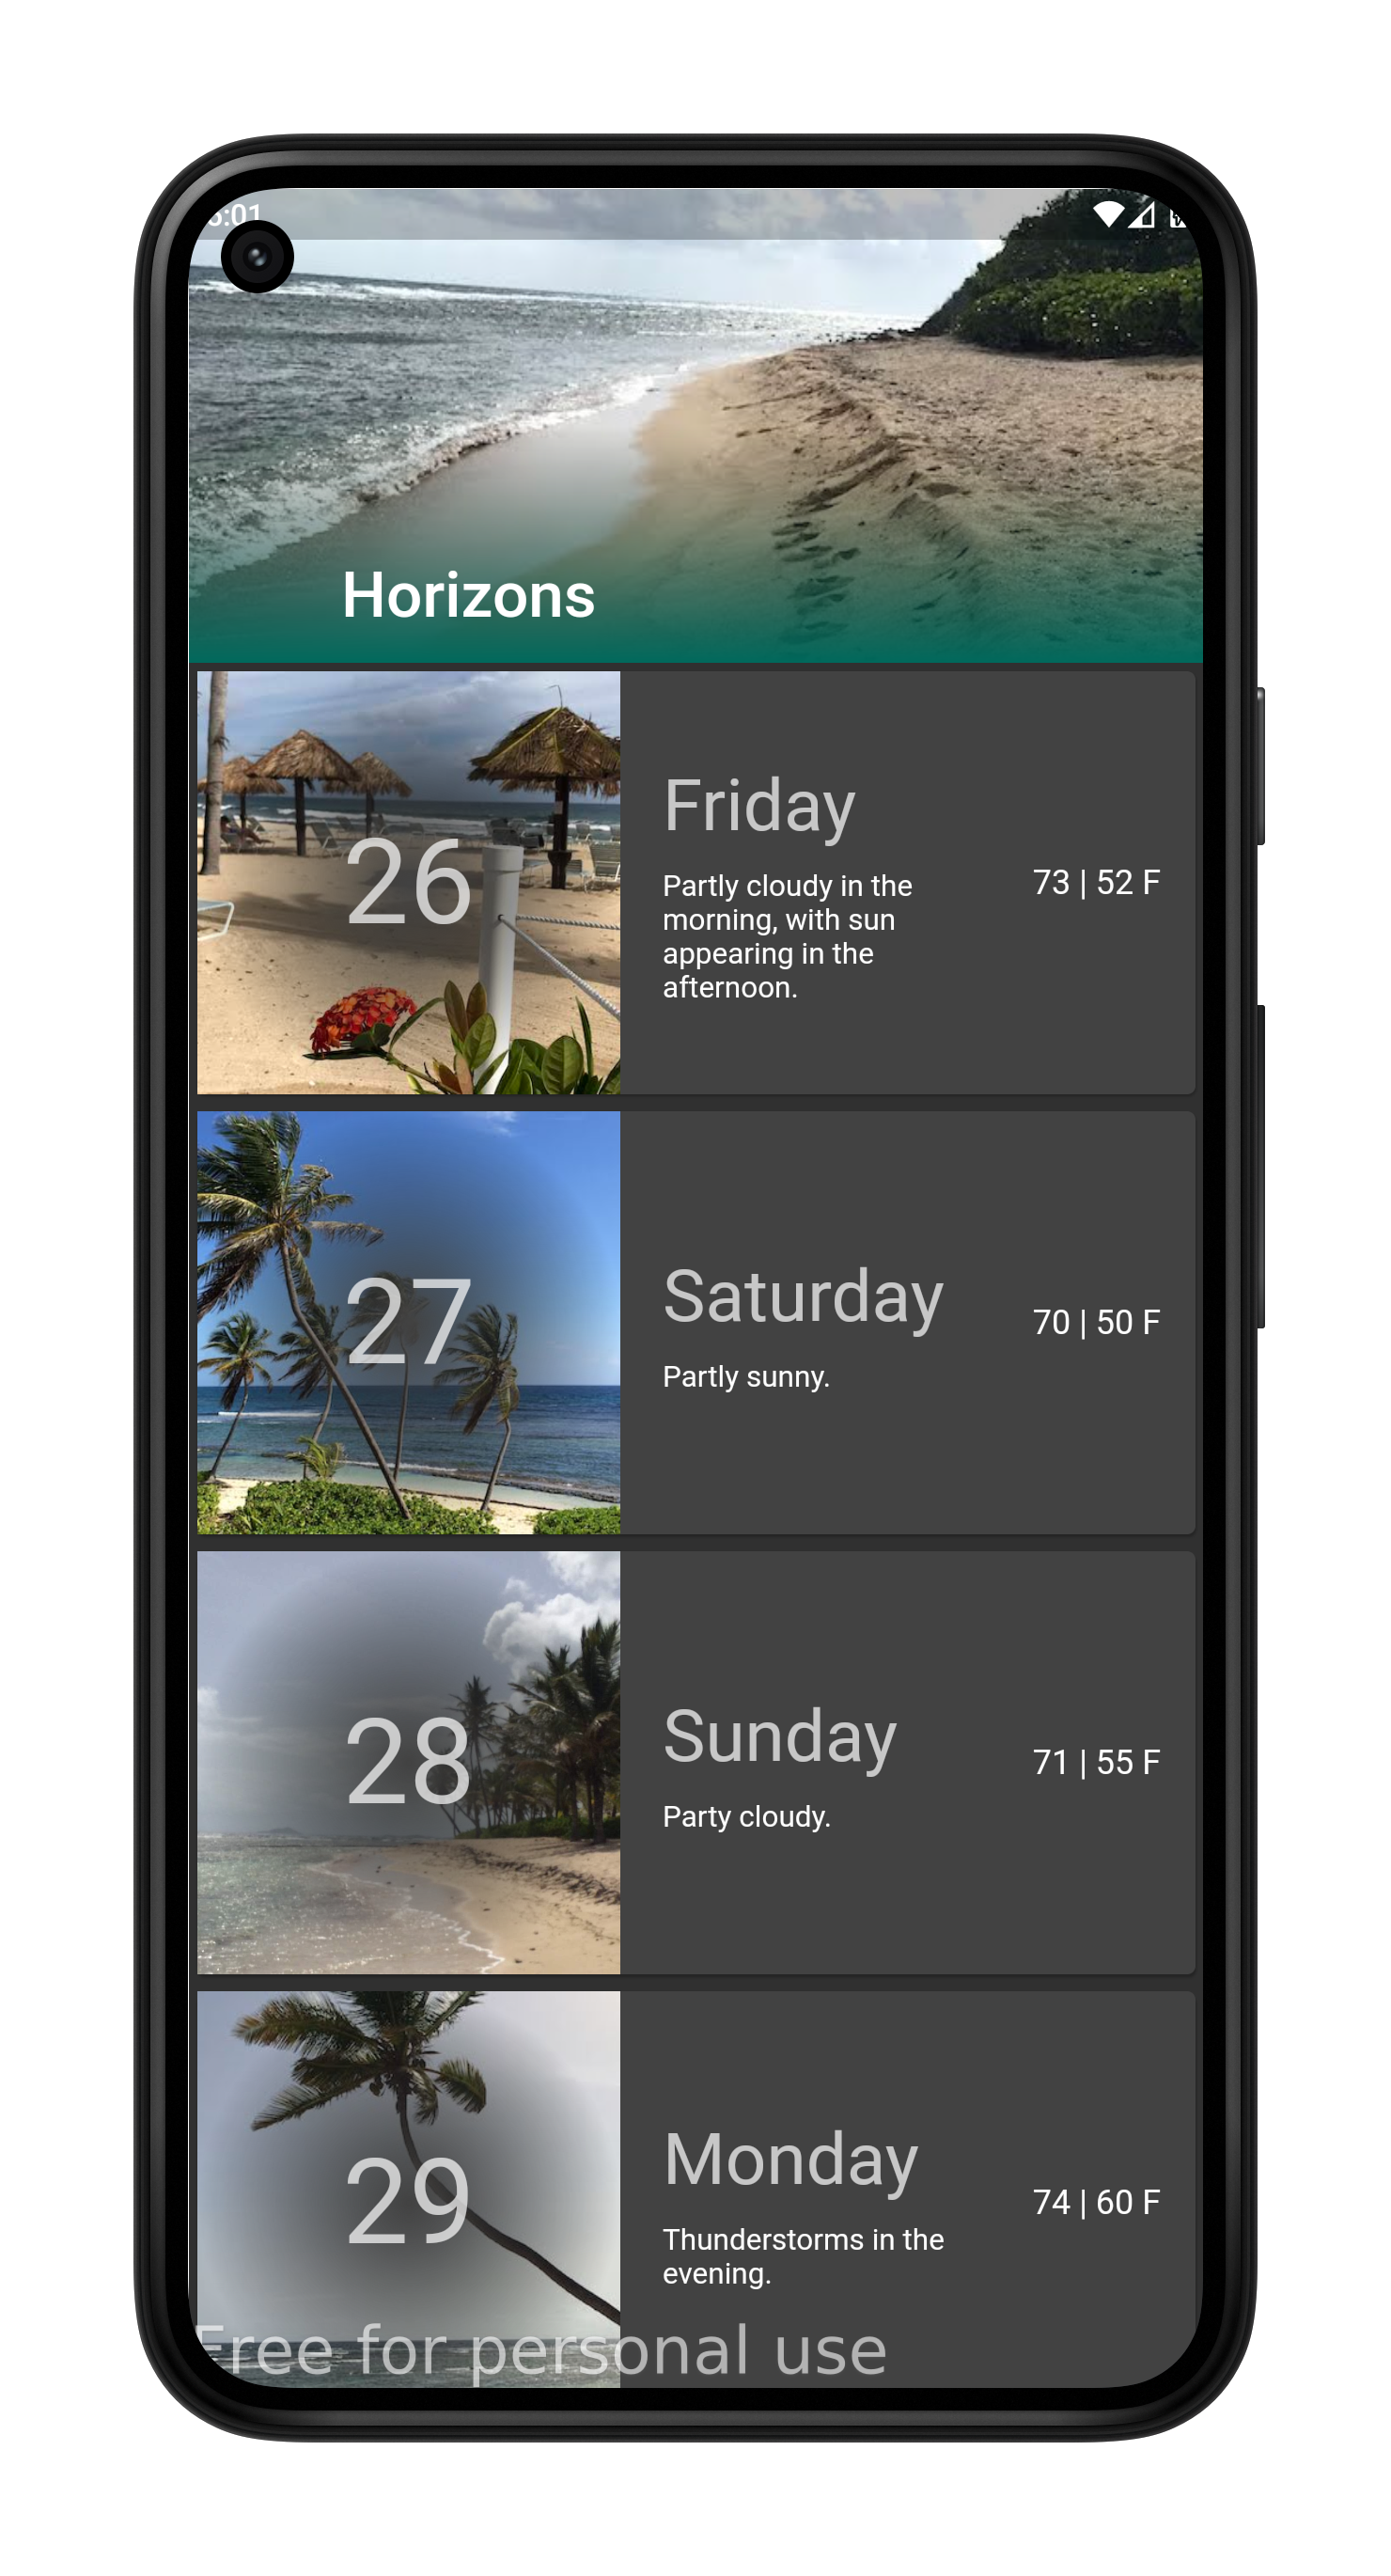 :01
Horizons
26
Friday
Partly cloudy in the
morning, with sun
appearing in the
afternoon.
73 | 52 F
27
Saturday
Partly sunny.
70 | 50 F
28
Sunday
Party cloudy.
71 | 55 F
29
Monday
Thunderstorms in the
evening.
74 | 60 F
Free for personal use